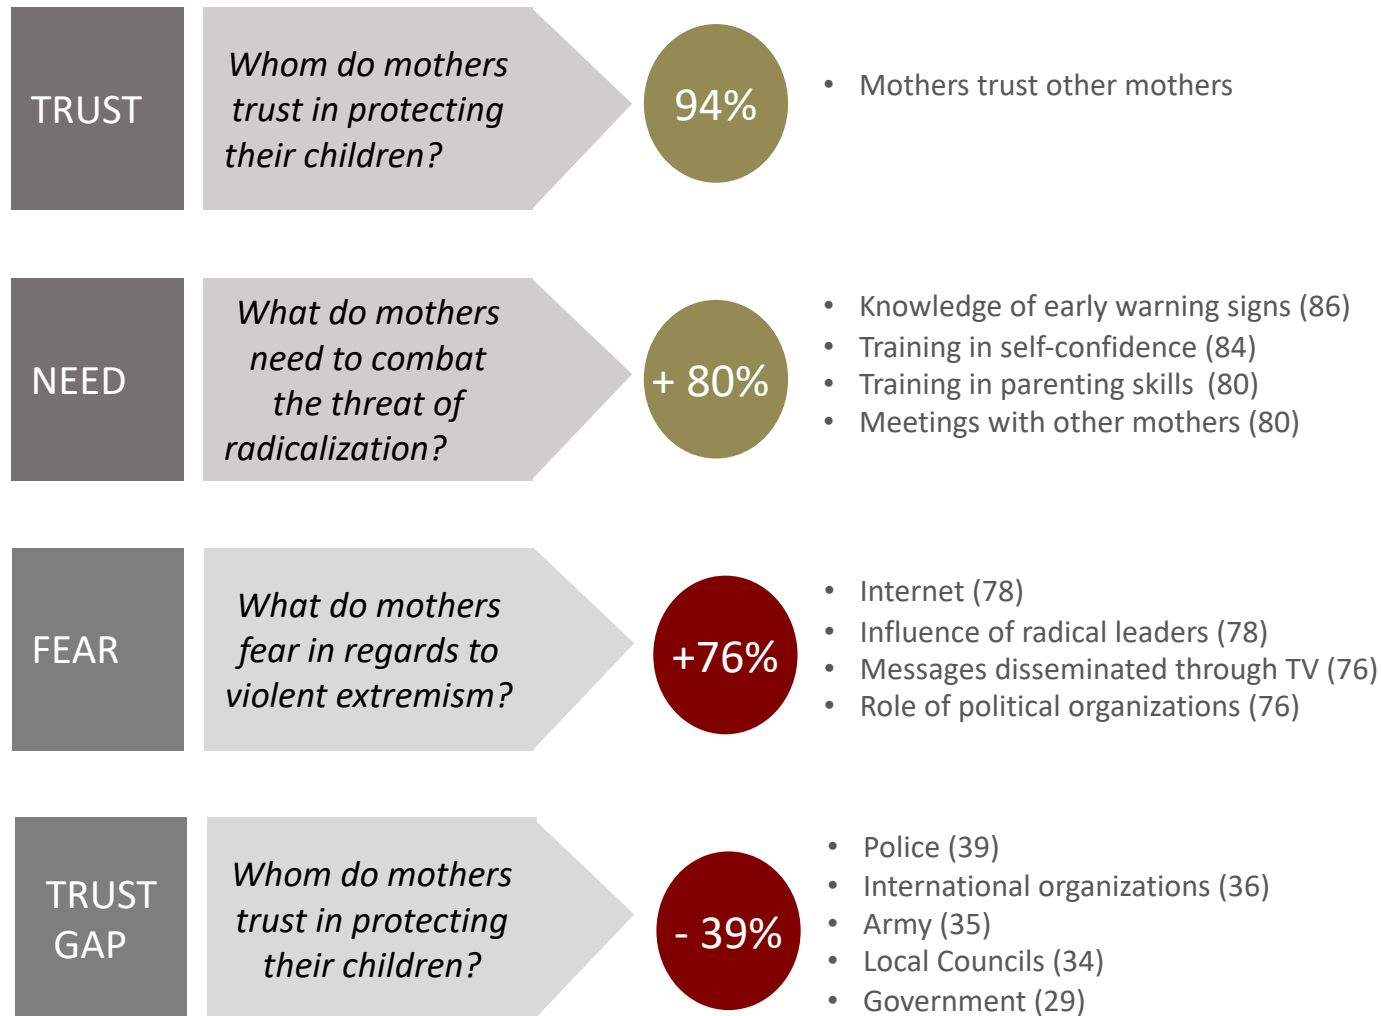 TRUST
Whom do mothers
trust in protecting
their children?
94%
• Mothers trust other mothers
NEED
What do mothers
need to combat
the threat of
radicalization?
+ 80%
• Knowledge of early warning signs (86)
• Training in self-confidence (84)
• Training in parenting skills (80)
• Meetings with other mothers (80)
FEAR
What do mothers
fear in regards to
violent extremism?
+76%
• Internet (78)
• Influence of radical leaders (78)
• Messages disseminated through TV (76)
• Role of political organizations (76)
TRUST
GAP
Whom do mothers
trust in protecting
their children?
- 39%
• Police (39)
• International organizations (36)
• Army (35)
• Local Councils (34)
• Government (29)